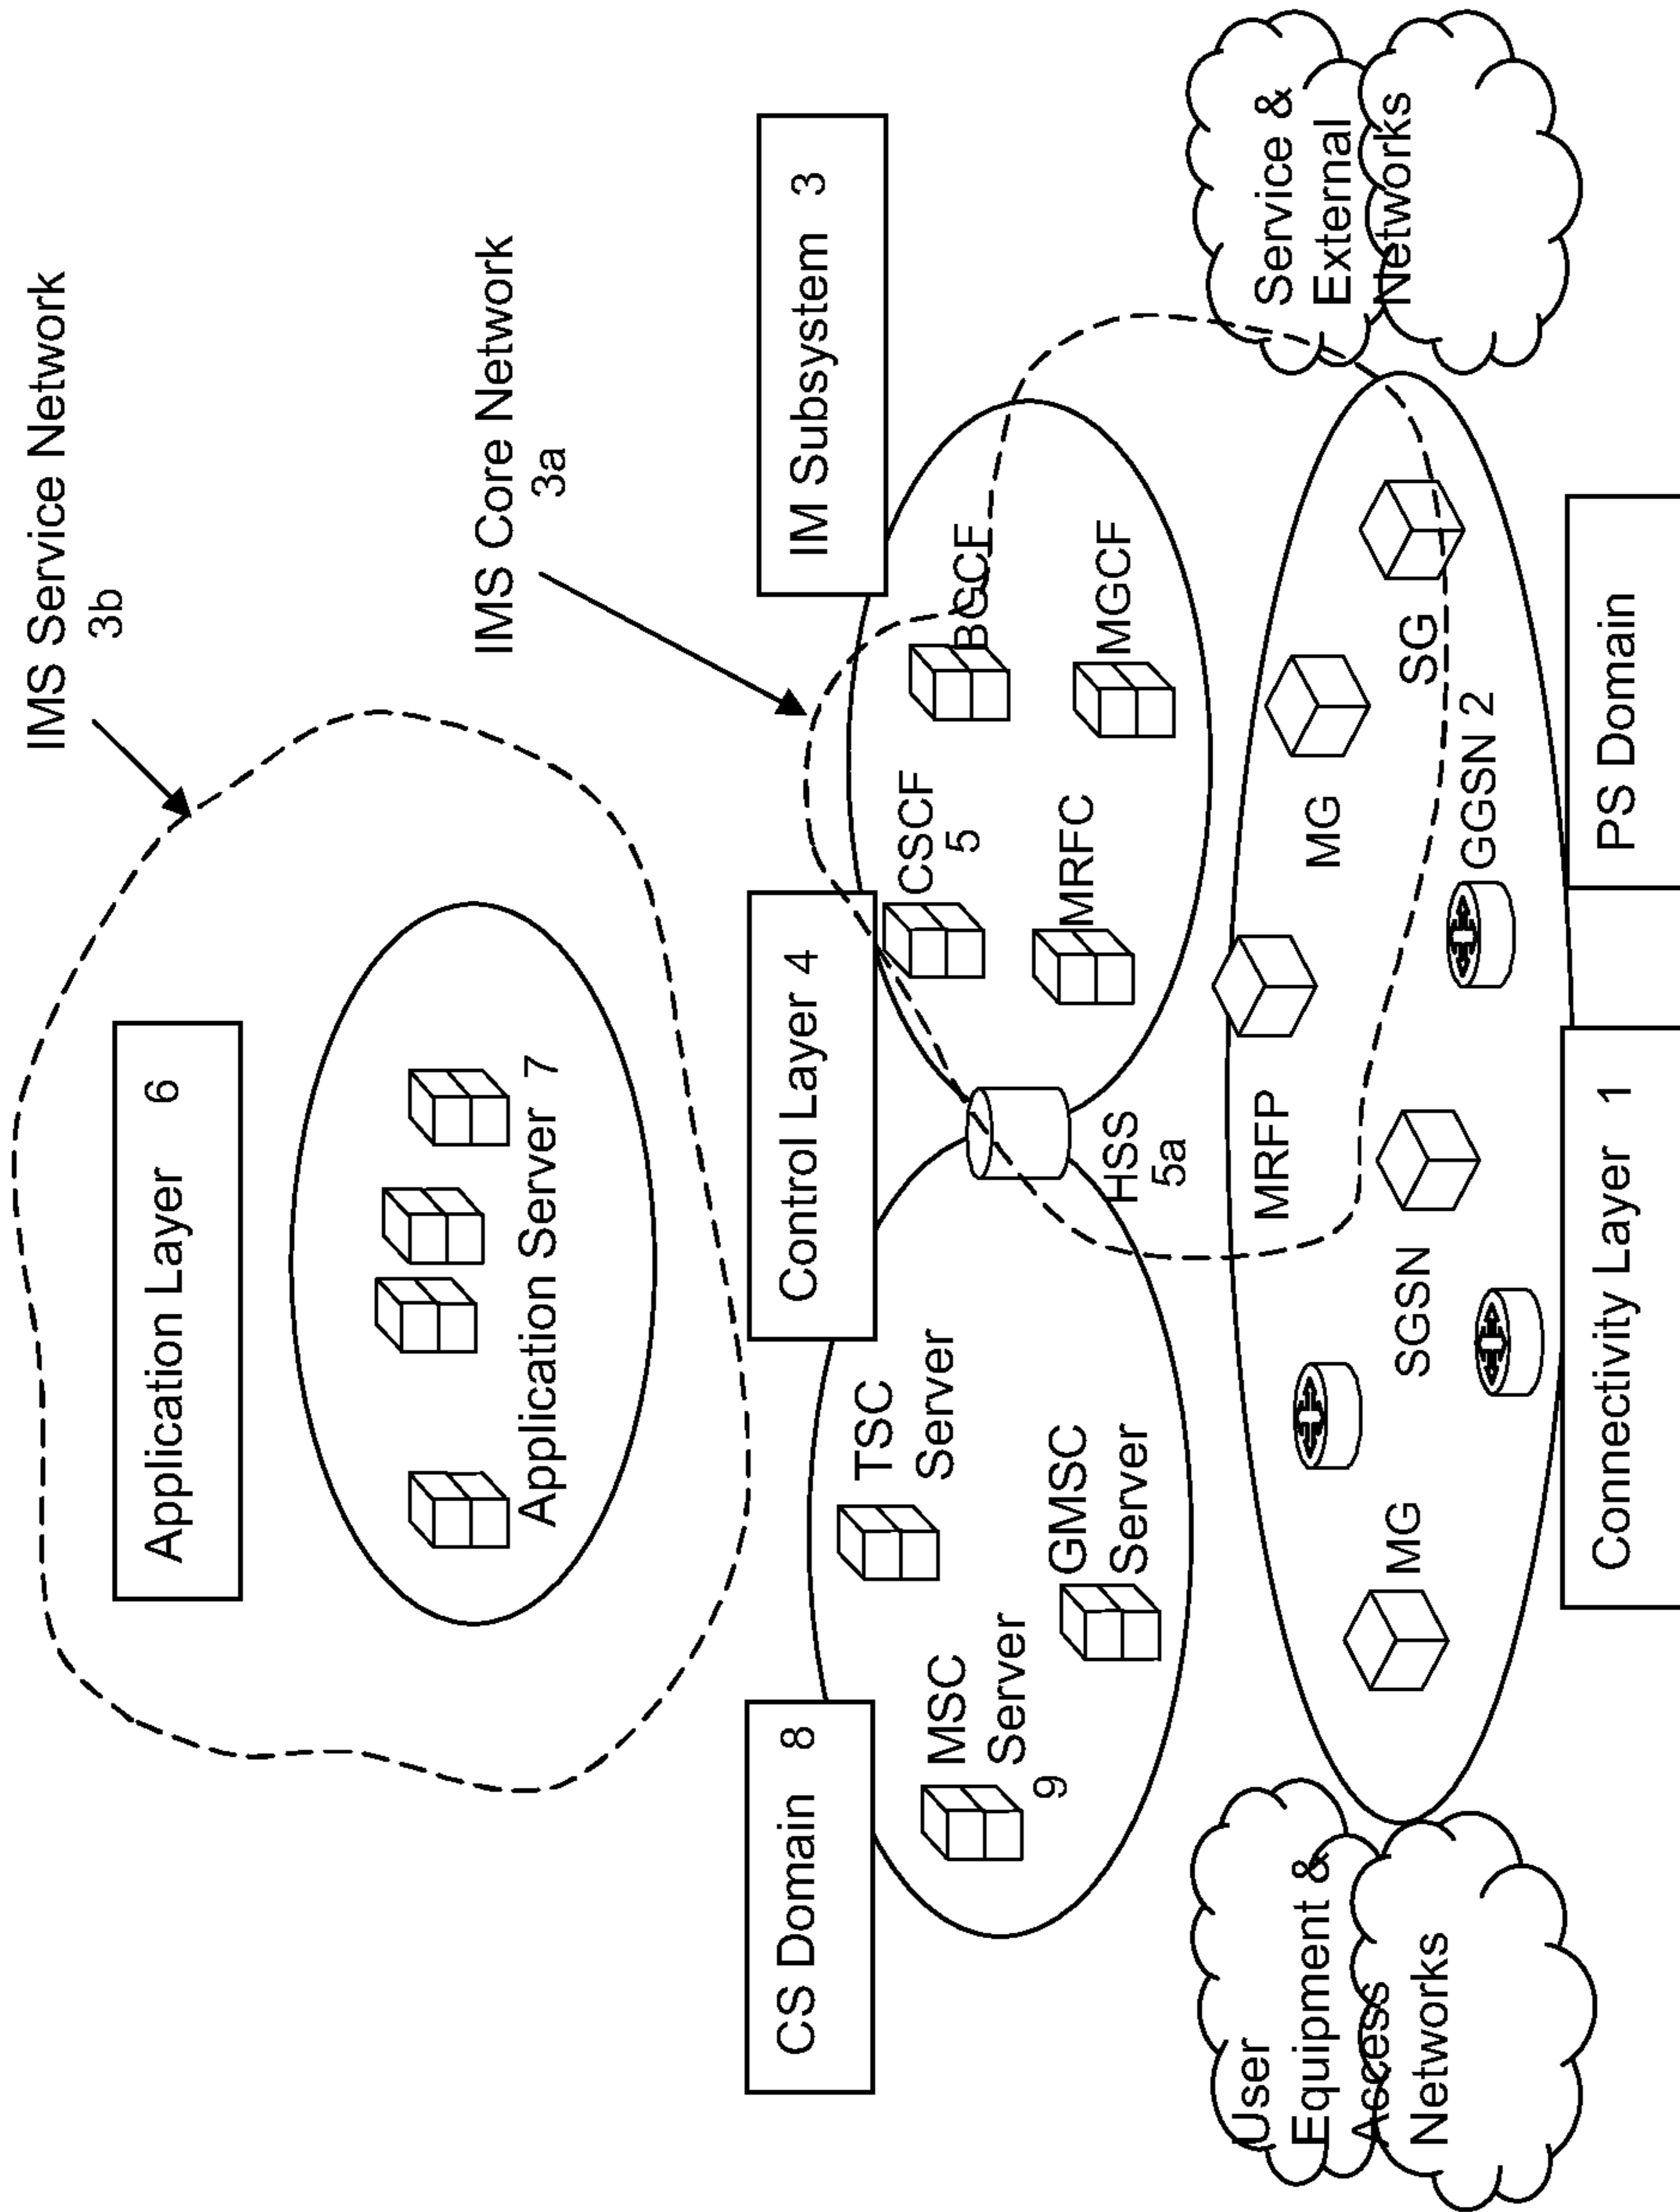 IMS Service Network
3b
Application Layer 6
Application Server 7
IMS Core Network
3a
CS Domain 8
Control Layer 4
IM Subsystem 3
TSC
Server
MSC
Server
9
GMSC
Server
CSCF
5
BGCF
MRFC
MGCF
HSS
5a
User
Equipment &
Access
Networks
Service &
External
Networks
MRFP
MG
MG
SGSN
SG
GGSN 2
Connectivity Layer 1
PS Domain